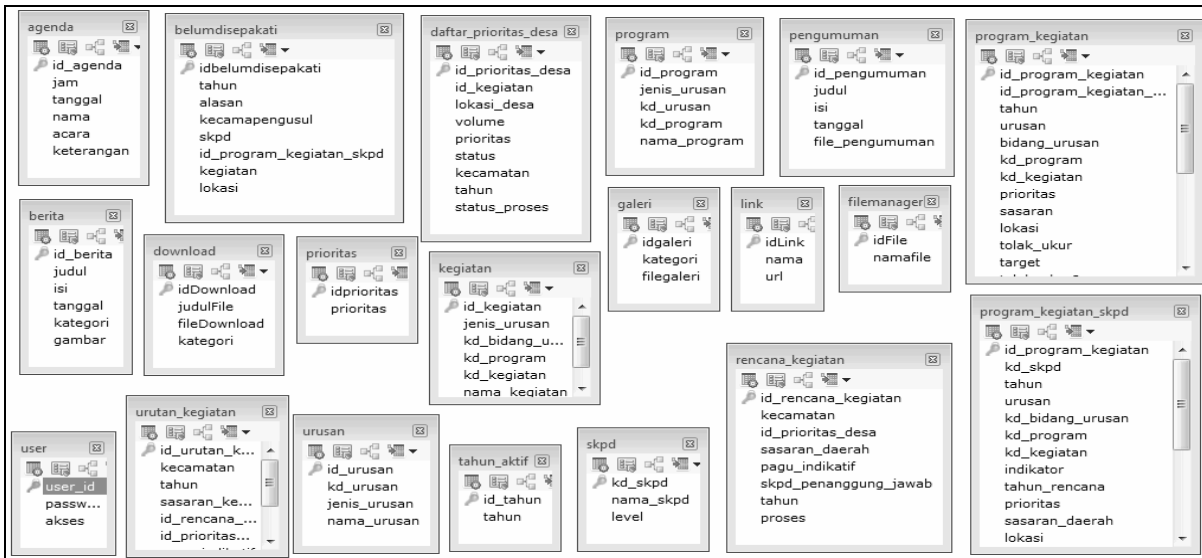 agenda
id_agenda
jam
tanggal
nama
acara
keterangan
belumdisepakati
idbelumdisepakati
tahun
alasan
kecamapengusul
skpd
id_program_kegiatan_skpd
kegiatan
lokasi
daftar_prioritas_desa
id_prioritas_desa
id_kegiatan
lokasi_desa
volume
prioritas
status
kecamatan
tahun
status_proses
program
id_program
jenis_urusan
kd_urusan
kd_program
nama_program
pengumuman
id_pengumuman
judul
isi
tanggal
file_pengumuman
program_kegiatan
id_program_kegiatan
id_program_kegiatan_...
tahun
urusan
bidang_urusan
kd_program
kd_kegiatan
prioritas
sasaran
lokasi
tolak_ukur
target
berita
id_berita
judul
isi
tanggal
kategori
gambar
download
idDownload
judulFile
fileDownload
kategori
prioritas
idprioritas
prioritas
kegiatan
id_kegiatan
jenis_urusan
kd_bidang_u...
kd_program
kd_kegiatan
nama_kegiatan
galeri
idgaleri
kategori
filegaleri
link
idLink
nama
url
filemanager
idFile
namafile
program_kegiatan_skpd
id_program_kegiatan
kd_skpd
tahun
urusan
kd_bidang_urusan
kd_program
kd_kegiatan
indikator
tahun_rencana
prioritas
sasaran_daerah
lokasi
user
user_id
passw...
akses
urutan_kegiatan
id_urutan_k...
kecamatan
tahun
sasaran_ke...
id_rencana_...
id_prioritas...
urusan
id_urusan
kd_urusan
jenis_urusan
nama_urusan
tahun_aktif
id_tahun
tahun
skpd
kd_skpd
nama_skpd
level
rencana_kegiatan
id_rencana_kegiatan
kecamatan
id_prioritas_desa
sasaran_daerah
pagu_indikatif
skpd_penanggung_jawab
tahun
proses